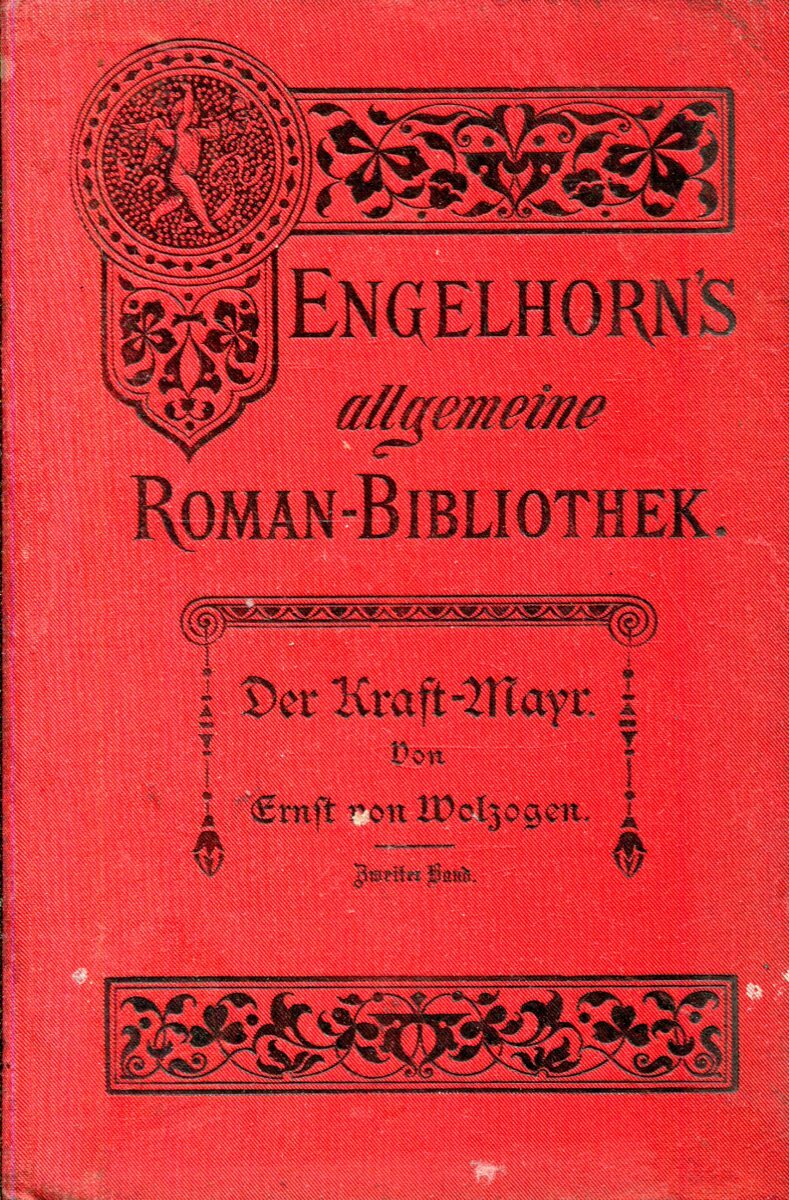 ENGELHORN'S
allgemeine
ROMAN-BIBLIOTHEK.
Der Kraft-Mayr.
Von
Ernst von Wolzogen.
Zweiter Band.